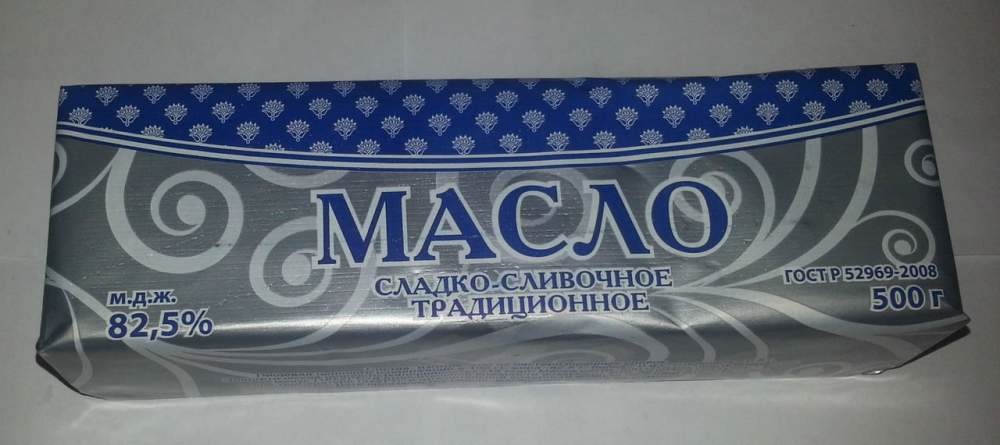 МАСЛО
СЛАДКО-СЛИВОЧНОЕ
ТРАДИЦИОННОЕ
М.Д.Ж.
82,5%
ГОСТ Р 52969-2008
500 г